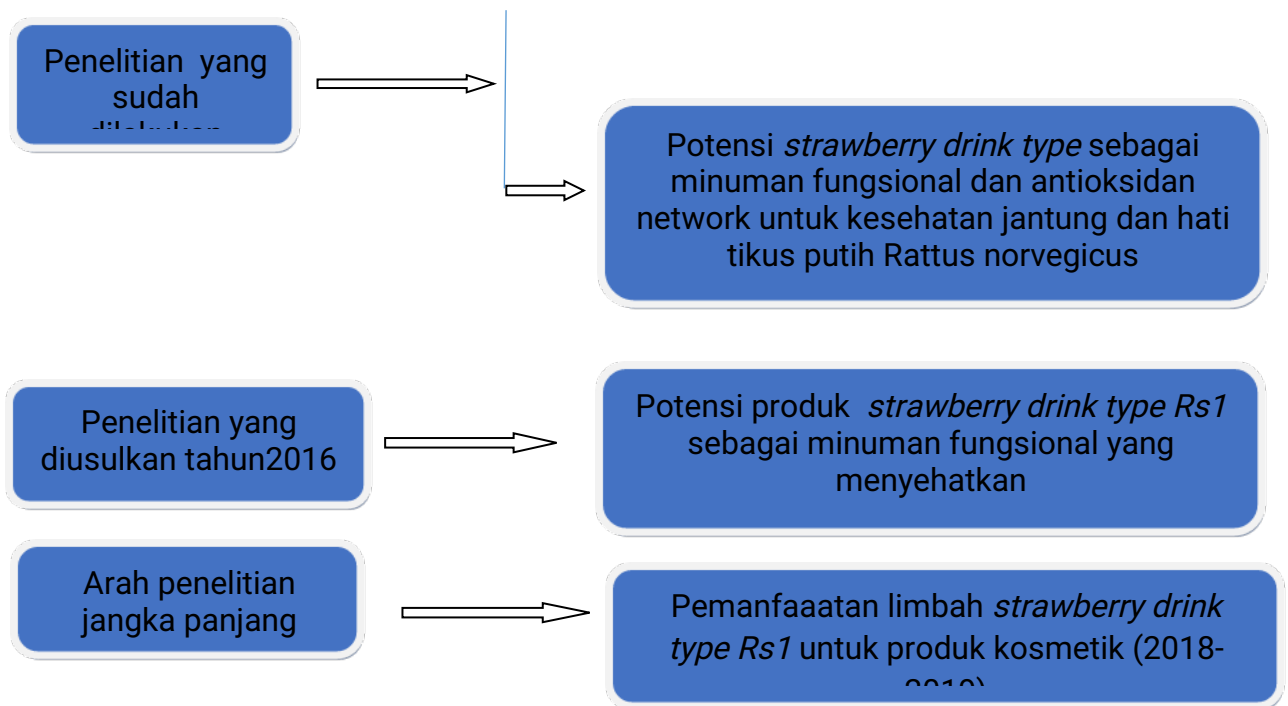 Penelitian yang
sudah
Potensi strawberry drink type sebagai
minuman fungsional dan antioksidan
network untuk kesehatan jantung dan hati
tikus putih Rattus norvegicus
Penelitian yang
diusulkan tahun2016
Potensi produk strawberry drink type Rs1
sebagai minuman fungsional yang
menyehatkan
Arah penelitian
jangka panjang
Pemanfaaatan limbah strawberry drink
type Rs1 untuk produk kosmetik (2018-